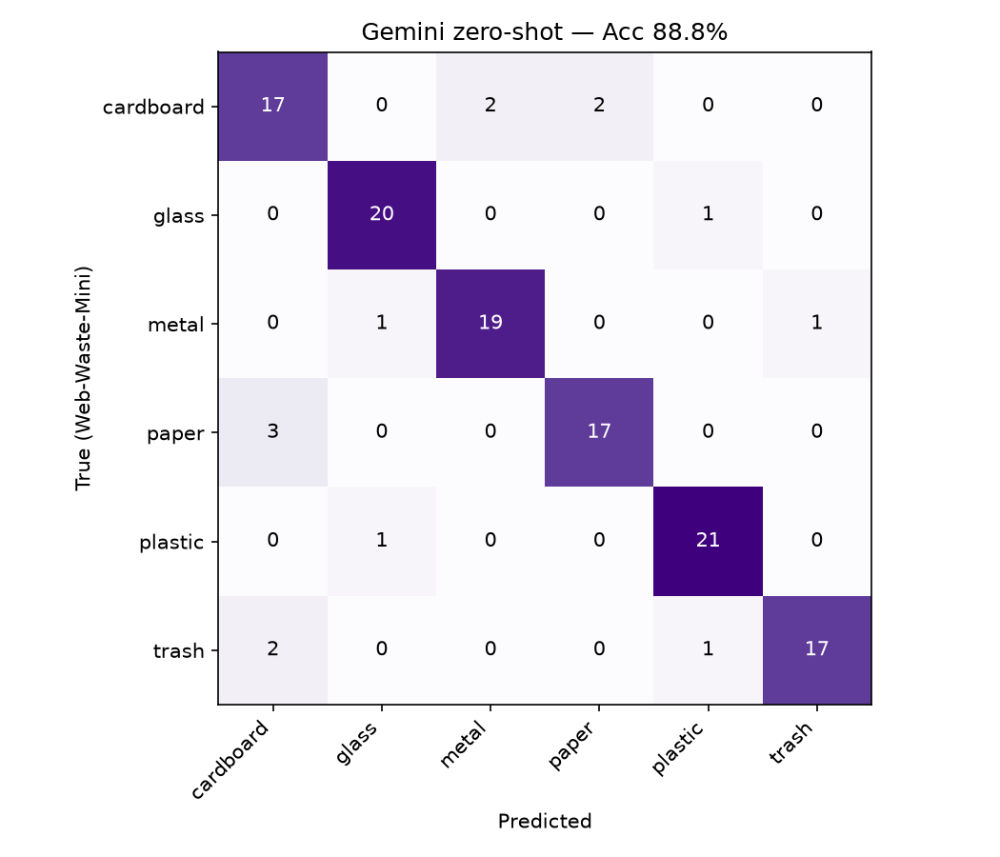 Gemini zero-shot — Acc 88.8%
cardboard 17 0 2 2 0 0
glass 0 20 0 0 1 0
metal 0 1 19 0 0 1
paper 3 0 0 17 0 0
plastic 0 1 0 0 21 0
trash 2 0 0 0 1 17
True (Web-Waste-Mini)
cardboard glass metal paper plastic trash
Predicted